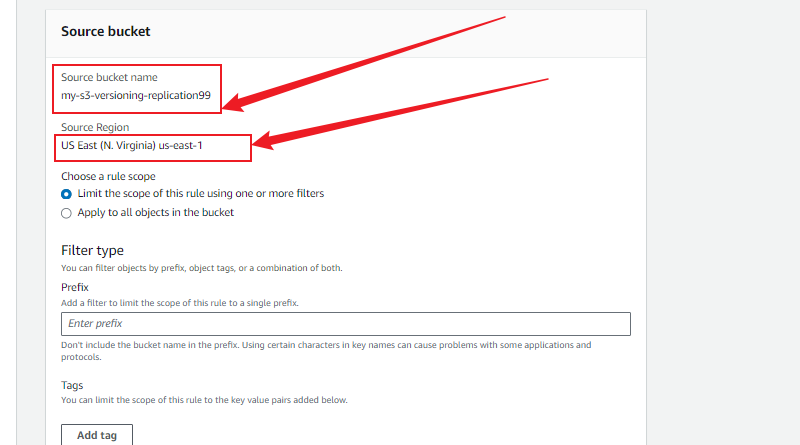 Source bucket
Source bucket name
my-s3-versioning-replication99
Source Region
US East (N. Virginia) us-east-1
Choose a rule scope
Limit the scope of this rule using one or more filters
Apply to all objects in the bucket
Filter type
You can filter objects by prefix, object tags, or a combination of both.
Prefix
Add a filter to limit the scope of this rule to a single prefix.
Enter prefix
Don't include the bucket name in the prefix. Using certain characters in key names can cause problems with some applications and
protocols.
Tags
You can limit the scope of this rule to the key value pairs added below.
Add tag